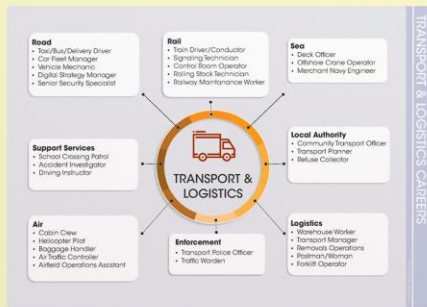 Road
• Taxi/Bus/Delivery Driver
• Car Fleet Manager
• Vehicle Mechanic
• Digital Strategy Manager
• Senior Security Specialist
Rail
• Train Driver/Conductor
• Signaling Technician
• Control Room Operator
• Rolling Stock Technician
• Railway Maintanance Worker
Sea
• Deck Officer
• Offshore Crane Operator
• Merchant Navy Engineer
Support Services
• School Crossing Patrol
• Accident Investigator
• Driving Instructor
TRANSPORT &
LOGISTICS
Local Authority
• Community Transport Officer
• Transport Planner
• Refuse Collector
Air
• Cabin Crew
• Helicopter Pilot
• Baggage Handler
• Air Traffic Controller
• Airfield Operations Assistant
Enforcement
• Transport Police Officer
• Traffic Warden
Logistics
• Warehouse Worker
• Transport Manager
• Removals Operations
• Postman/Woman
• Forklift Operator
TRANSPORT & LOGISTICS CAREERS